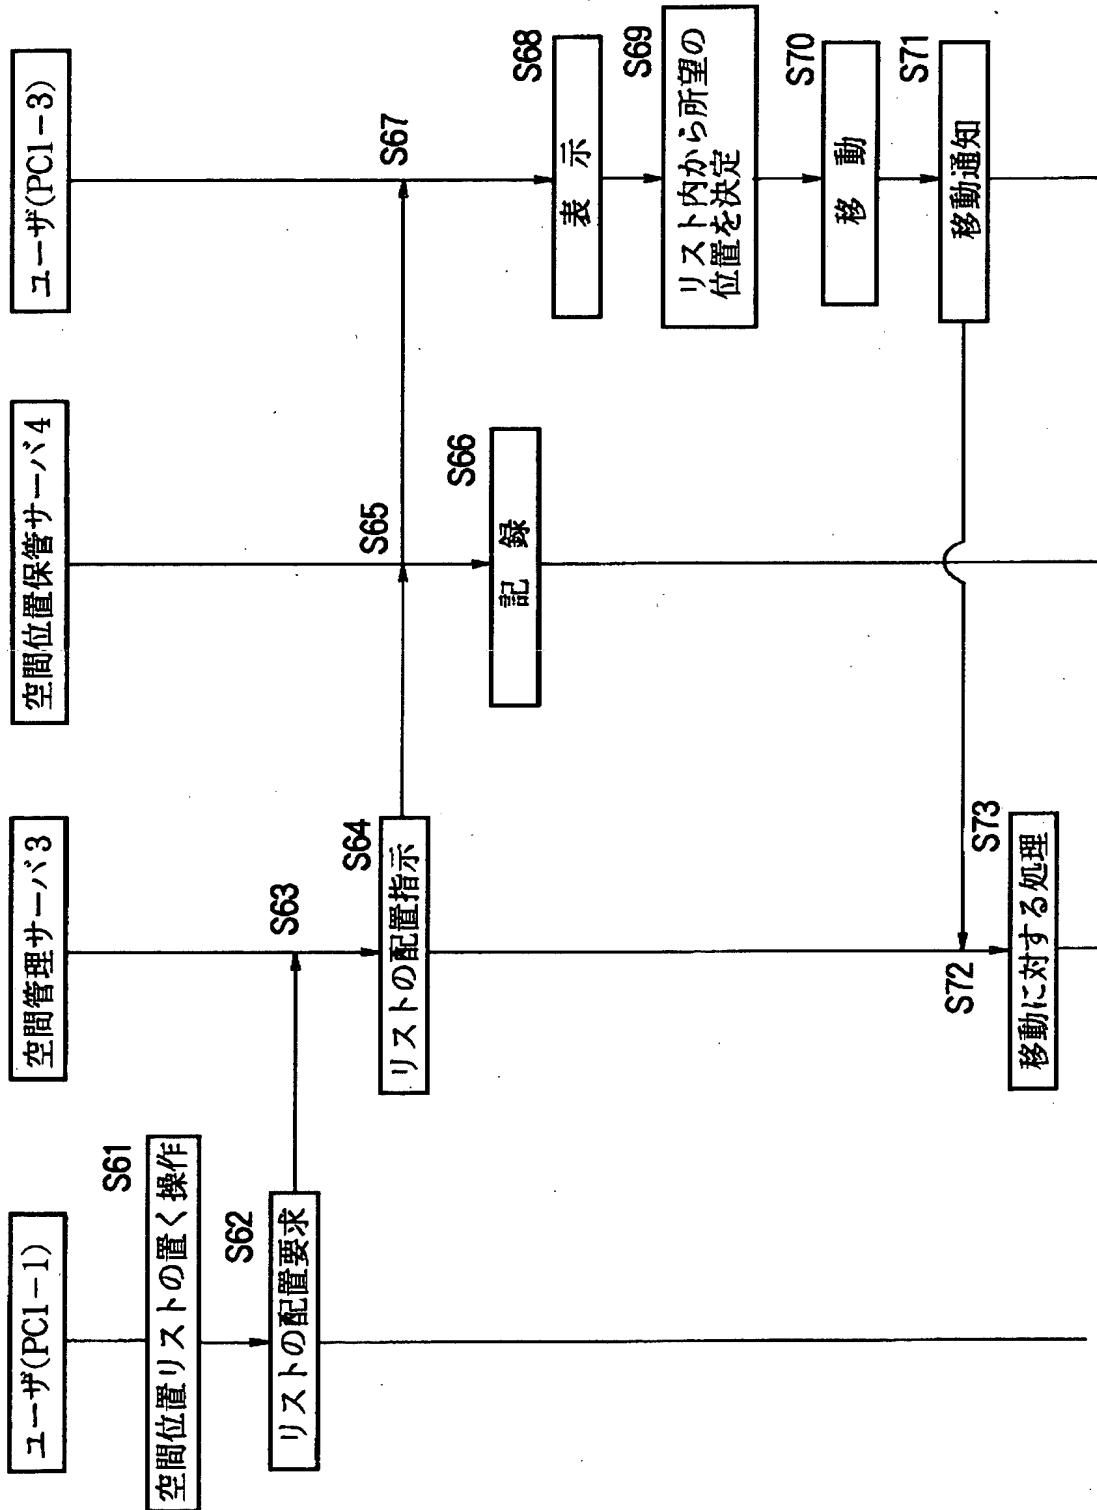 ユーザ(PC1-1)
空間管理サーバ3
空間位置保管サーバ4
ユーザ(PC1-3)
S61
空間位置リストの置く操作
S62
リストの配置要求
S63
S64
リストの配置指示
S65
S66
記録
S67
S68
表示
S69
リスト内から所望の
位置を決定
S70
移動
S71
移動通知
S72
S73
移動に対する処理